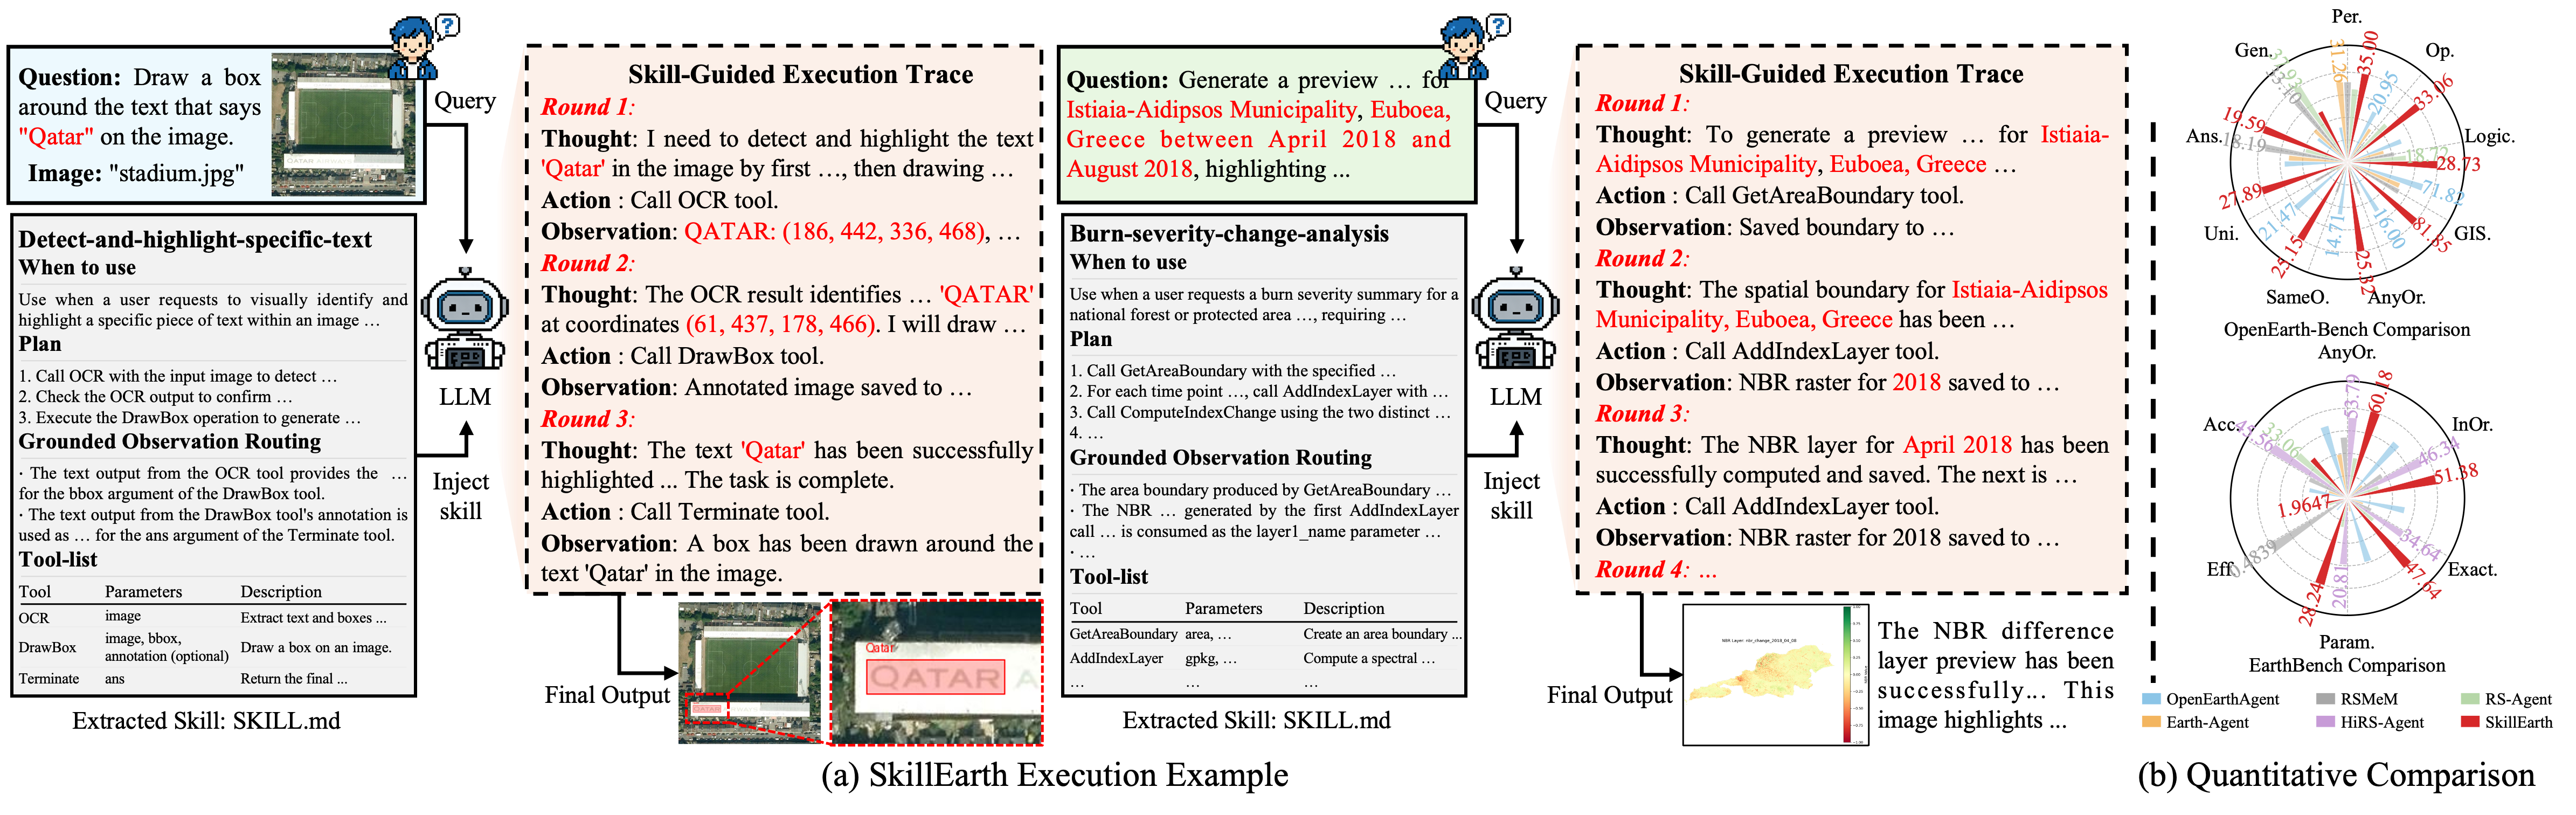 Question: Draw a box
around the text that says
"Qatar" on the image.
Image: "stadium.jpg"
Query
Detect-and-highlight-specific-text
When to use
Use when a user requests to visually identify and
highlight a specific piece of text within an image …
Plan
1. Call OCR with the input image to detect …
2. Check the OCR output to confirm …
3. Execute the DrawBox operation to generate …
Grounded Observation Routing
· The text output from the OCR tool provides the …
for the bbox argument of the DrawBox tool.
· The text output from the DrawBox tool's annotation is
used as … for the ans argument of the Terminate tool.
Tool-list
Tool Parameters Description
OCR image Extract text and boxes ...
DrawBox image, bbox, annotation (optional) Draw a box on an image.
Terminate ans Return the final ...
Extracted Skill: SKILL.md
LLM
Inject
skill
Skill-Guided Execution Trace
Round 1:
Thought: I need to detect and highlight the text
'Qatar' in the image by first …, then drawing …
Action : Call OCR tool.
Observation: QATAR: (186, 442, 336, 468), …
Round 2:
Thought: The OCR result identifies … 'QATAR'
at coordinates (61, 437, 178, 466). I will draw …
Action : Call DrawBox tool.
Observation: Annotated image saved to …
Round 3:
Thought: The text 'Qatar' has been successfully
highlighted ... The task is complete.
Action : Call Terminate tool.
Observation: A box has been drawn around the
text 'Qatar' in the image.
Final Output
Qatar
QATAR A
Question: Generate a preview … for
Istiaia-Aidipsos Municipality, Euboea,
Greece between April 2018 and
August 2018, highlighting ...
Query
Burn-severity-change-analysis
When to use
Use when a user requests a burn severity summary for a
national forest or protected area …, requiring …
Plan
1. Call GetAreaBoundary with the specified …
2. For each time point …, call AddIndexLayer with …
3. Call ComputeIndexChange using the two distinct …
4. …
Grounded Observation Routing
· The area boundary produced by GetAreaBoundary …
· The NBR … generated by the first AddIndexLayer
call … is consumed as the layer1_name parameter …
· …
Tool-list
Tool Parameters Description
GetAreaBoundary area, … Create an area boundary ...
AddIndexLayer gpkg, … Compute a spectral …
… … …
Extracted Skill: SKILL.md
LLM
Inject
skill
Skill-Guided Execution Trace
Round 1:
Thought: To generate a preview … for Istiaia-
Aidipsos Municipality, Euboea, Greece …
Action : Call GetAreaBoundary tool.
Observation: Saved boundary to …
Round 2:
Thought: The spatial boundary for Istiaia-Aidipsos
Municipality, Euboea, Greece has been …
Action : Call AddIndexLayer tool.
Observation: NBR raster for 2018 saved to …
Round 3:
Thought: The NBR layer for April 2018 has been
successfully computed and saved. The next is …
Action : Call AddIndexLayer tool.
Observation: NBR raster for 2018 saved to …
Round 4: …
Final Output
The NBR difference
layer preview has been
successfully... This
image highlights ...
(a) SkillEarth Execution Example
Per.
Op.
Logic.
GIS.
AnyOr.
SameO.
Uni.
Ans.
Gen.
31.26
35.00
20.95
33.06
18.72
28.73
71.82
81.85
16.00
25.32
14.71
25.15
21.47
27.89
18.19
19.59
33.10
OpenEarth-Bench Comparison
AnyOr.
InOr.
Exact.
Param.
Eff.
Acc.
53.79
60.18
46.34
51.38
34.64
47.64
20.81
28.24
0.4839
1.9647
45.56
33.06
EarthBench Comparison
OpenEarthAgent RSMeM RS-Agent
Earth-Agent HiRS-Agent SkillEarth
(b) Quantitative Comparison